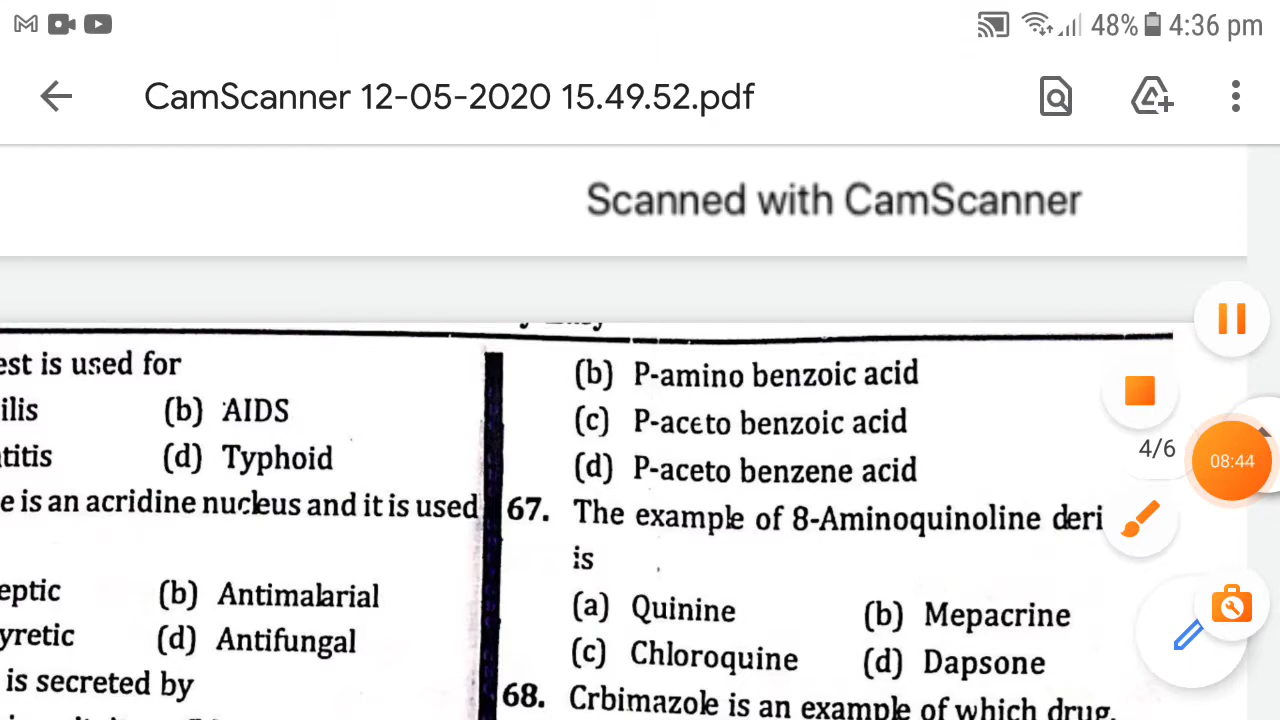 48% 4:36 pm
CamScanner 12-05-2020 15.49.52.pdf
Scanned with CamScanner
est is used for
ilis (b) AIDS
titis (d) Typhoid
e is an acridine nucleus and it is used
eptic (b) Antimalarial
yretic (d) Antifungal
is secreted by
(b) P-amino benzoic acid
(c) P-aceto benzoic acid
(d) P-aceto benzene acid
67. The example of 8-Aminoquinoline deri
is
(a) Quinine (b) Mepacrine
(c) Chloroquine (d) Dapsone
68. Crbimazole is an example of which drug.
4/6
08:44